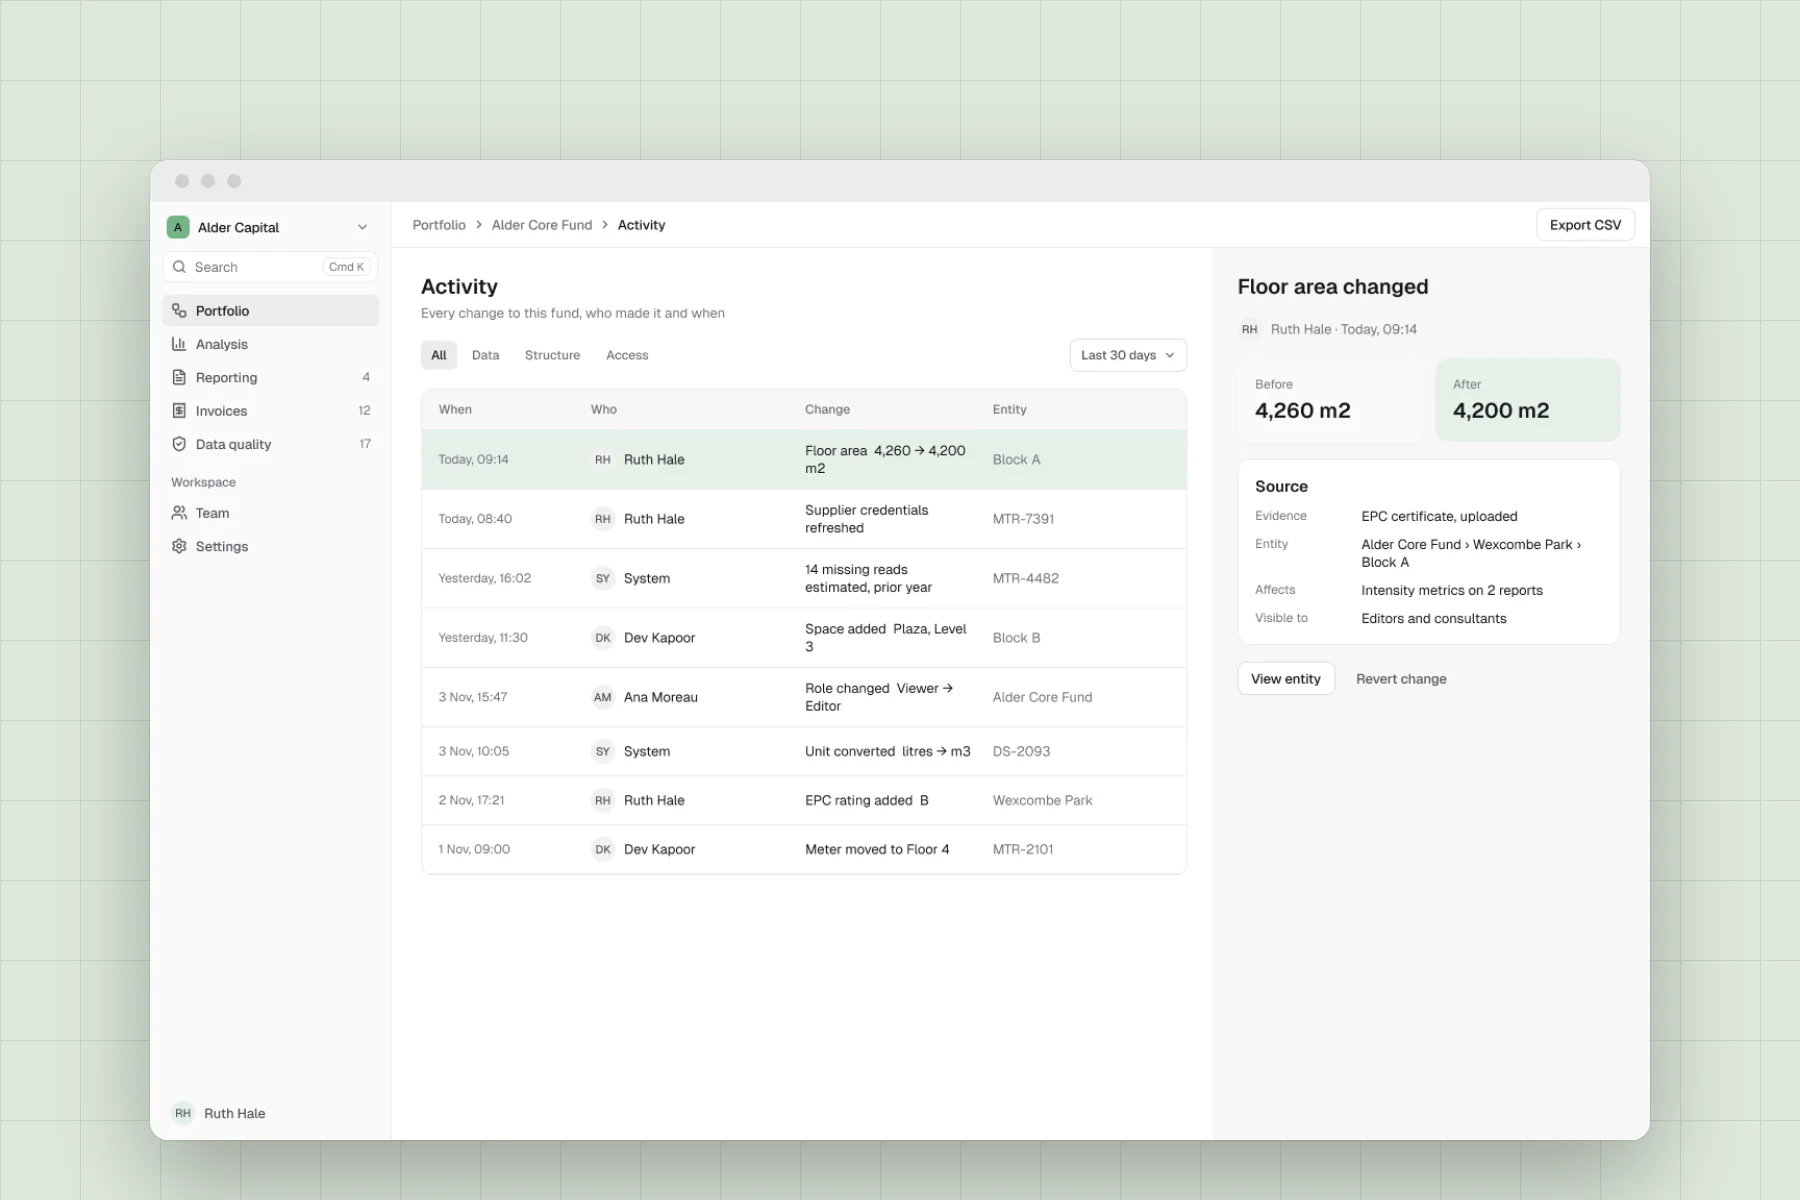 A Alder Capital
Search Cmd K
Portfolio
Analysis
Reporting 4
Invoices 12
Data quality 17
Workspace
Team
Settings
RH Ruth Hale
Portfolio › Alder Core Fund › Activity
Export CSV
Activity
Every change to this fund, who made it and when
All Data Structure Access
Last 30 days
When Who Change Entity
Today, 09:14 RH Ruth Hale Floor area 4,260 → 4,200
m2 Block A
Today, 08:40 RH Ruth Hale Supplier credentials
refreshed MTR-7391
Yesterday, 16:02 SY System 14 missing reads
estimated, prior year MTR-4482
Yesterday, 11:30 DK Dev Kapoor Space added Plaza, Level
3 Block B
3 Nov, 15:47 AM Ana Moreau Role changed Viewer →
Editor Alder Core Fund
3 Nov, 10:05 SY System Unit converted litres → m3 DS-2093
2 Nov, 17:21 RH Ruth Hale EPC rating added B Wexcombe Park
1 Nov, 09:00 DK Dev Kapoor Meter moved to Floor 4 MTR-2101
Floor area changed
RH Ruth Hale · Today, 09:14
Before
4,260 m2
After
4,200 m2
Source
Evidence EPC certificate, uploaded
Entity Alder Core Fund › Wexcombe Park ›
Block A
Affects Intensity metrics on 2 reports
Visible to Editors and consultants
View entity Revert change